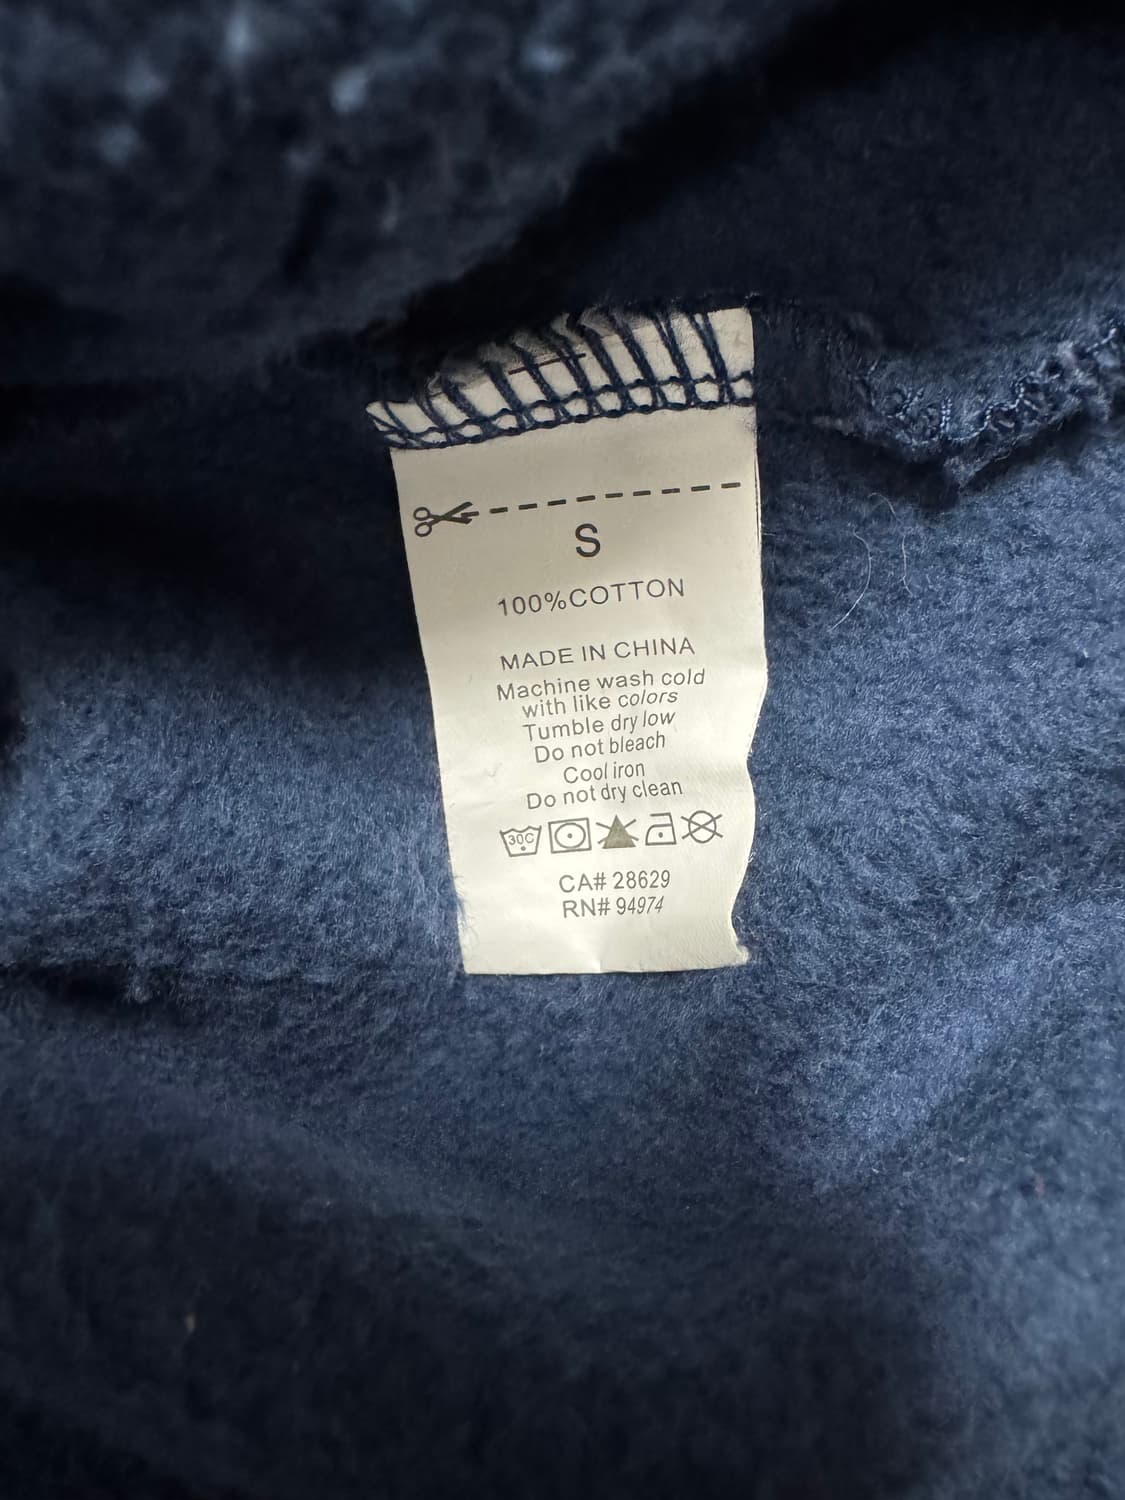 S
100%COTTON
MADE IN CHINA
Machine wash cold
with like colors
Tumble dry low
Do not bleach
Cool iron
Do not dry clean
30C
CA# 28629
RN# 94974